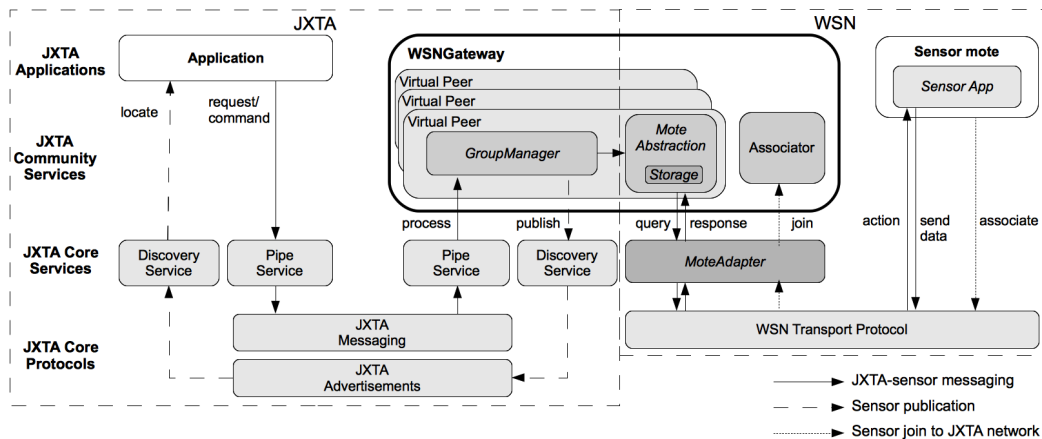 JXTA
WSN
JXTA
Applications
Application
WSNGateway
Sensor mote
Sensor App
Virtual Peer
Virtual Peer
Virtual Peer
locate
request/
command
JXTA
Community
Services
GroupManager
Mote
Abstraction
Storage
Associator
process
publish
query
response
join
action
send
data
associate
JXTA Core
Services
Discovery
Service
Pipe
Service
Pipe
Service
Discovery
Service
MoteAdapter
JXTA Core
Protocols
JXTA
Messaging
WSN Transport Protocol
JXTA
Advertisements
JXTA-sensor messaging
Sensor publication
Sensor join to JXTA network